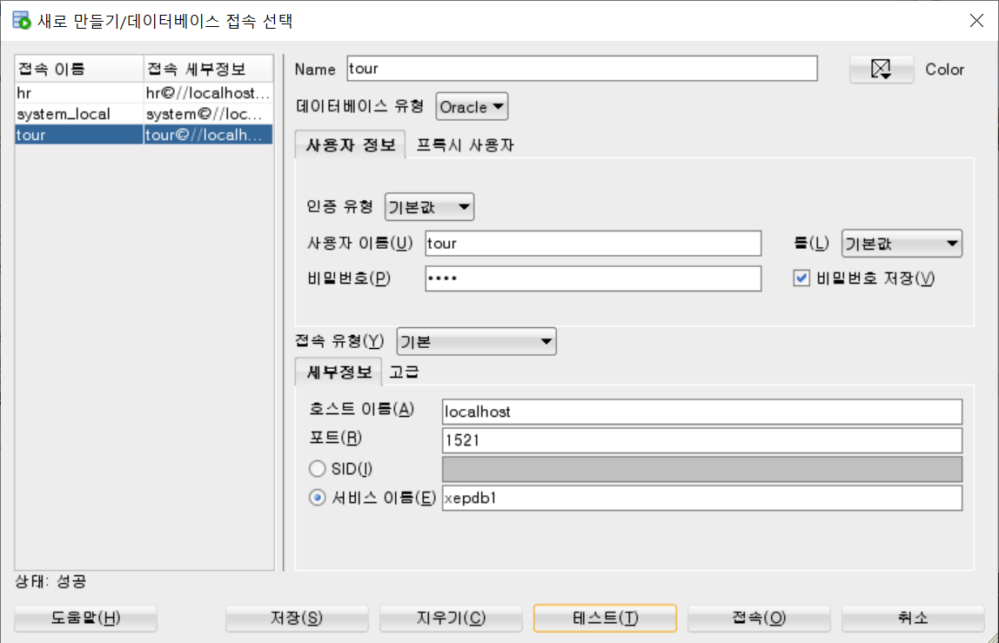 새로 만들기/데이터베이스 접속 선택
접속 이름 접속 세부정보
hr hr@//localhost...
system_local system@//loc...
tour tour@//localh...
Name tour Color
데이터베이스 유형 Oracle
사용자 정보 프록시 사용자
인증 유형 기본값
사용자 이름(U) tour 롤(L) 기본값
비밀번호(P) •••• 비밀번호 저장(V)
접속 유형(Y) 기본
세부정보 고급
호스트 이름(A) localhost
포트(R) 1521
SID(I)
서비스 이름(E) xepdb1
상태: 성공
도움말(H) 저장(S) 지우기(C) 테스트(T) 접속(O) 취소